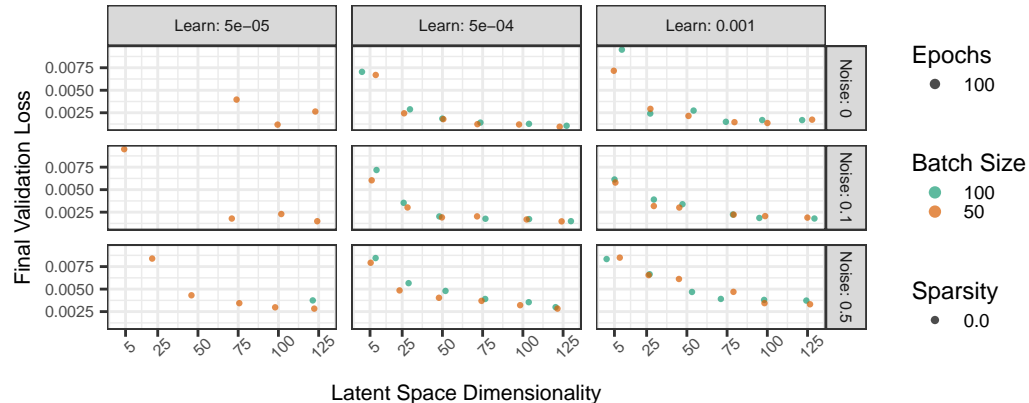 Learn: 5e−05
Learn: 5e−04
Learn: 0.001
Final Validation Loss
0.0075
0.0050
0.0025
Noise: 0
0.0075
0.0050
0.0025
Noise: 0.1
0.0075
0.0050
0.0025
Noise: 0.5
5 25 50 75 100 125
5 25 50 75 100 125
5 25 50 75 100 125
Latent Space Dimensionality
Epochs
100
Batch Size
100
50
Sparsity
0.0